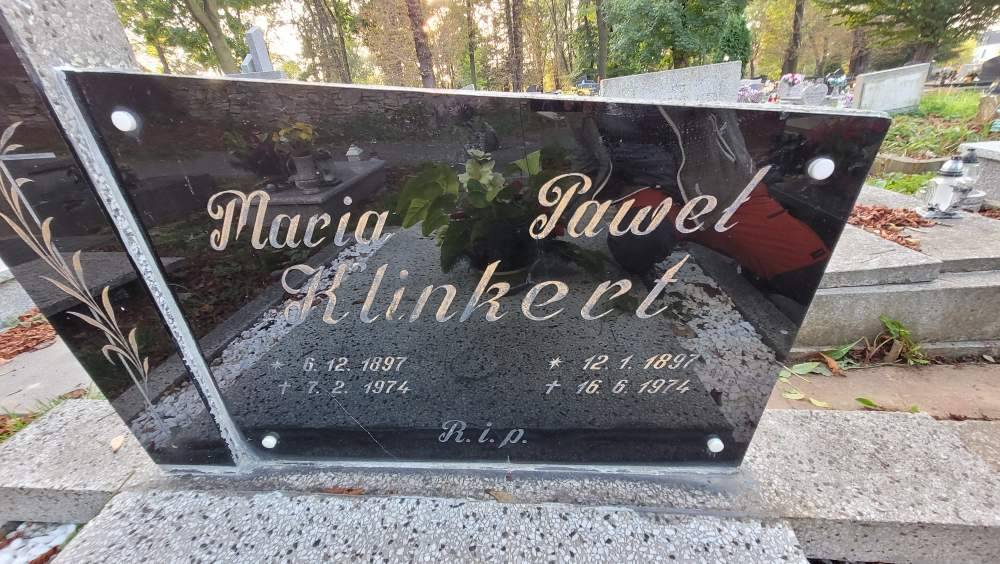 Maria Paweł
Klinkert
* 6. 12. 1897 * 12. 1. 1897
† 7. 2. 1974 † 16. 6. 1974
R. i. p.